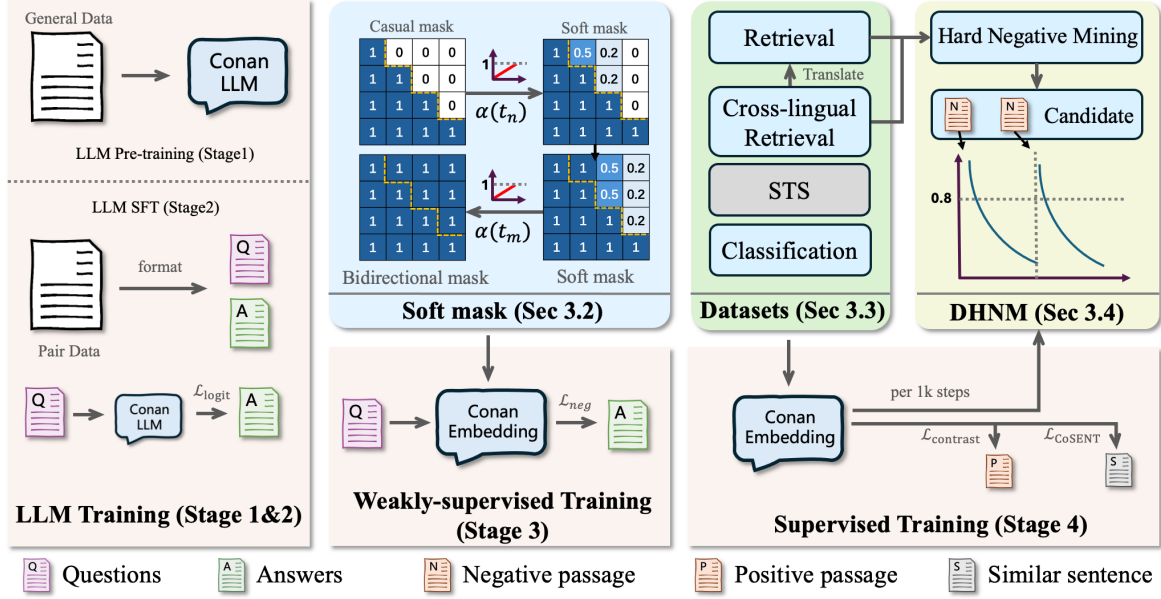 General Data
Conan
LLM
LLM Pre-training (Stage1)
LLM SFT (Stage2)
format
Q
A
Pair Data
Q
Conan
LLM
ℒlogit
A
LLM Training (Stage 1&2)
Casual mask
1 0 0 0
1 1 0 0
1 1 1 0
1 1 1 1
1
α(tn)
Soft mask
1 0.5 0.2 0
1 1 0.2 0
1 1 1 0
1 1 1 1
1 1 1 1
1 1 1 1
1 1 1 1
1 1 1 1
Bidirectional mask
1
α(tm)
1 1 0.5 0.2
1 1 0.5 0.2
1 1 1 0.2
1 1 1 1
Soft mask
Soft mask (Sec 3.2)
Q
Conan
Embedding
ℒneg
A
Weakly-supervised Training
(Stage 3)
Retrieval
Translate
Cross-lingual
Retrieval
STS
Classification
Datasets (Sec 3.3)
Hard Negative Mining
N
N
Candidate
0.8
DHNM (Sec 3.4)
Conan
Embedding
per 1k steps
ℒcontrast
ℒCoSENT
P
S
Supervised Training (Stage 4)
Q
Questions
A
Answers
N
Negative passage
P
Positive passage
S
Similar sentence